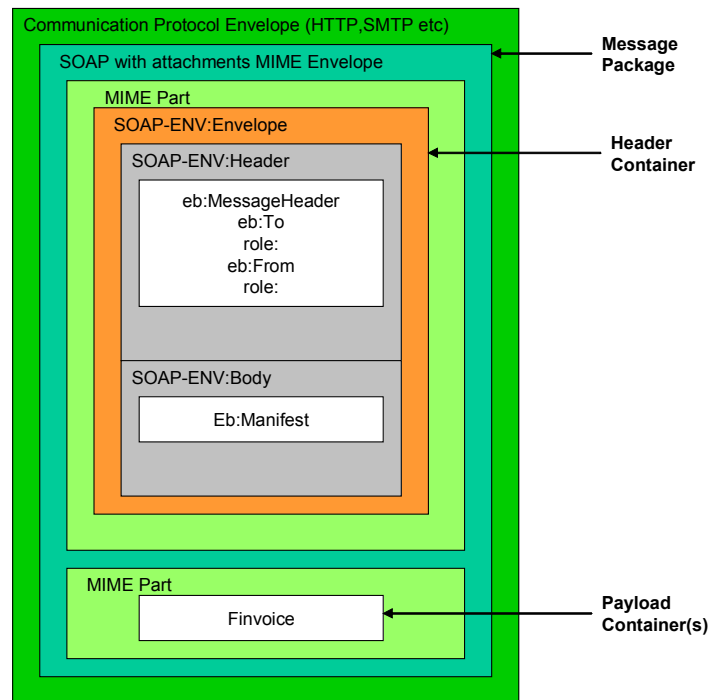 Communication Protocol Envelope (HTTP,SMTP etc)
SOAP with attachments MIME Envelope
Message
Package
MIME Part
SOAP-ENV:Envelope
Header
Container
SOAP-ENV:Header
eb:MessageHeader
eb:To
role:
eb:From
role:
SOAP-ENV:Body
Eb:Manifest
MIME Part
Finvoice
Payload
Container(s)